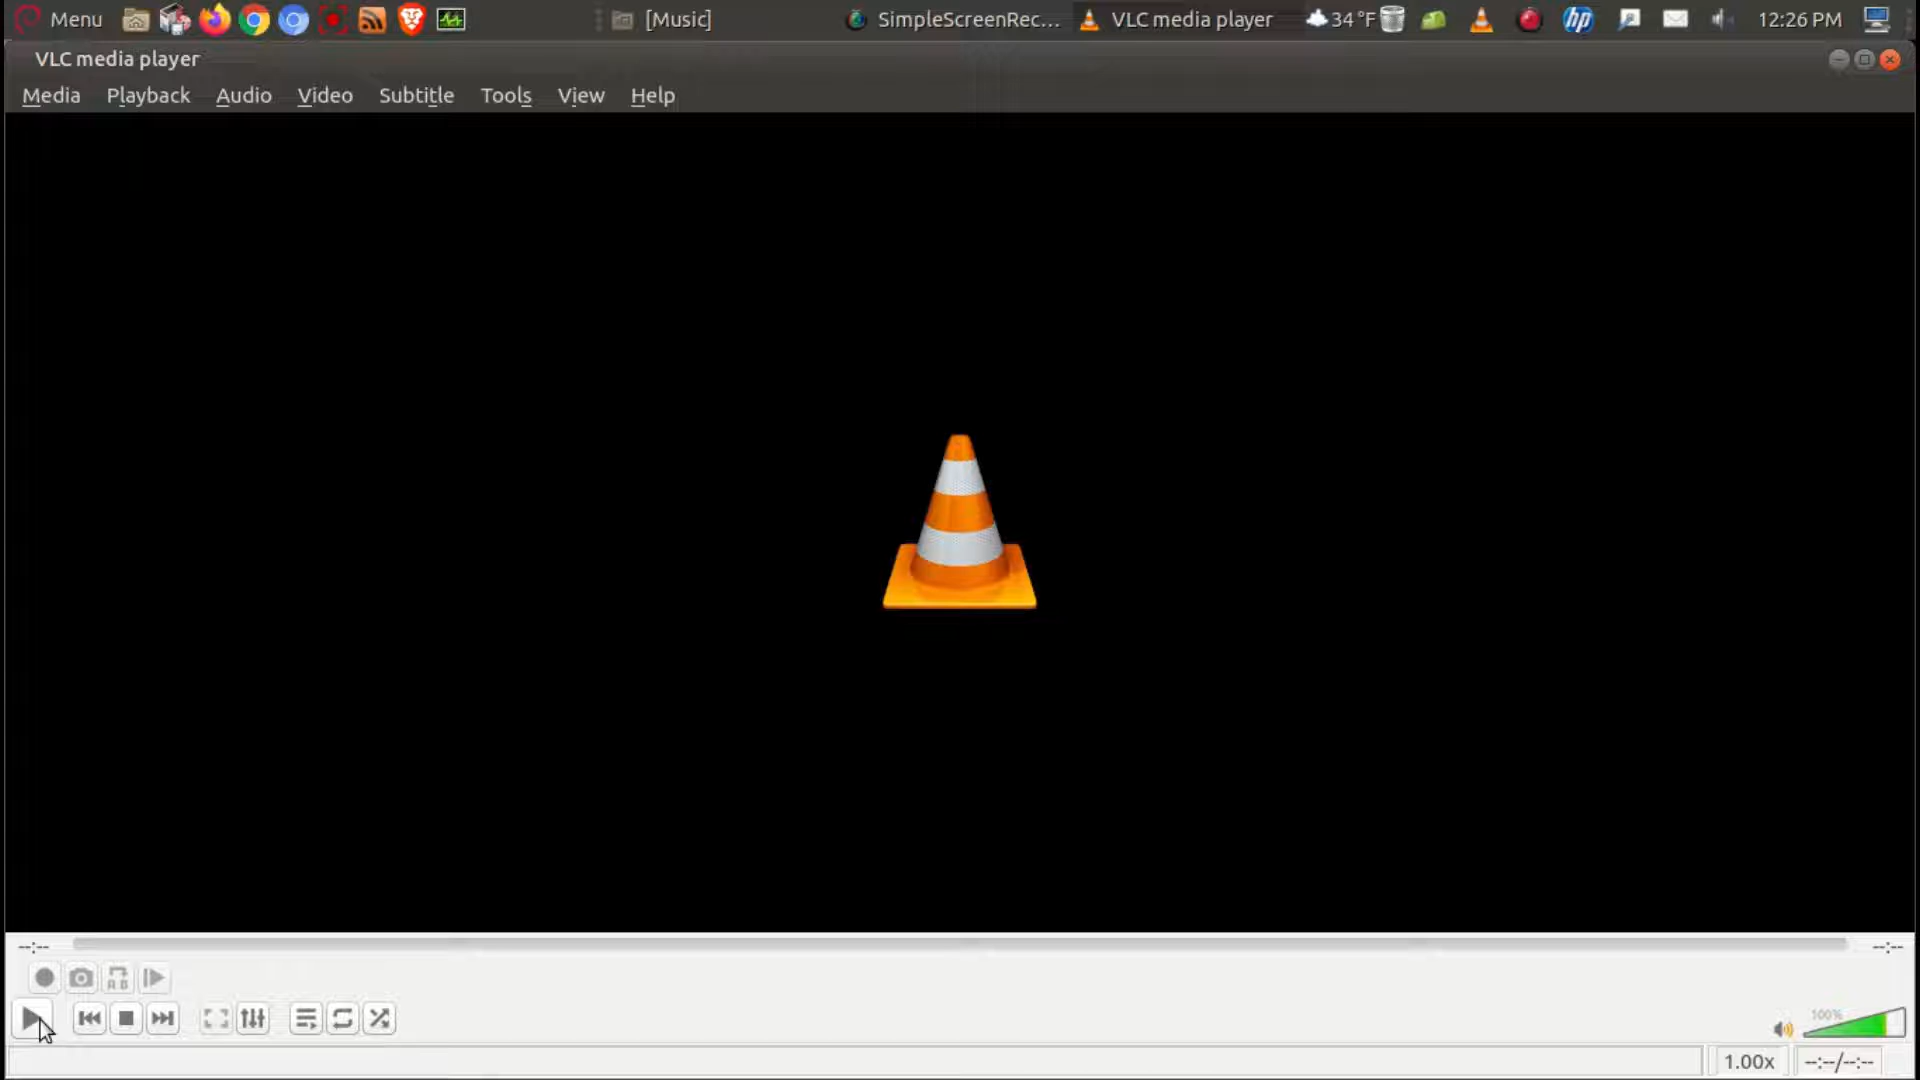 Menu [Music] SimpleScreenRec... VLC media player 34 °F hp 12:26 PM
VLC media player
Media Playback Audio Video Subtitle Tools View Help
--:-- --:--
A B
100%
1.00x --:--/--:--